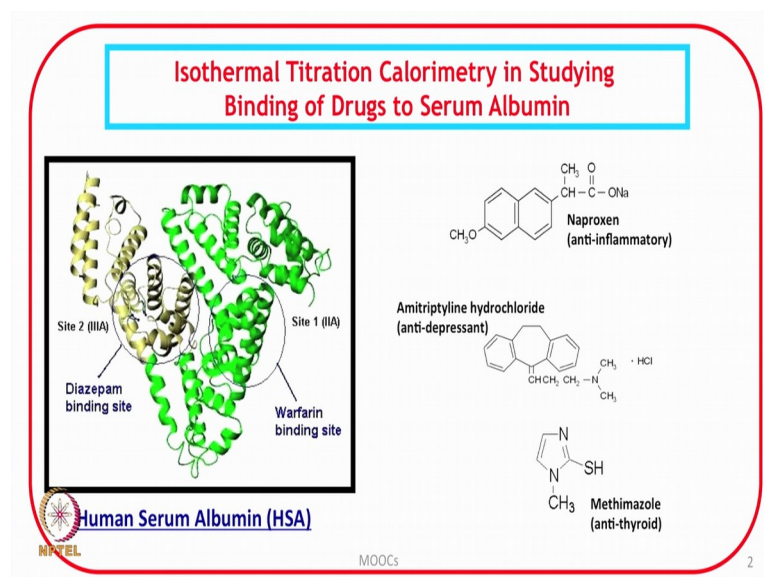 Isothermal Titration Calorimetry in Studying
Binding of Drugs to Serum Albumin
Site 2 (IIIA)
Site 1 (IIA)
Diazepam
binding site
Warfarin
binding site
Human Serum Albumin (HSA)
CH₃ O
CH–C–ONa
CH₃O
Naproxen
(anti-inflammatory)
Amitriptyline hydrochloride
(anti-depressant)
CH₃ · HCl
CHCH₂ CH₂–N
CH₃
N
SH
N
CH₃
Methimazole
(anti-thyroid)
NPTEL
MOOCs
2